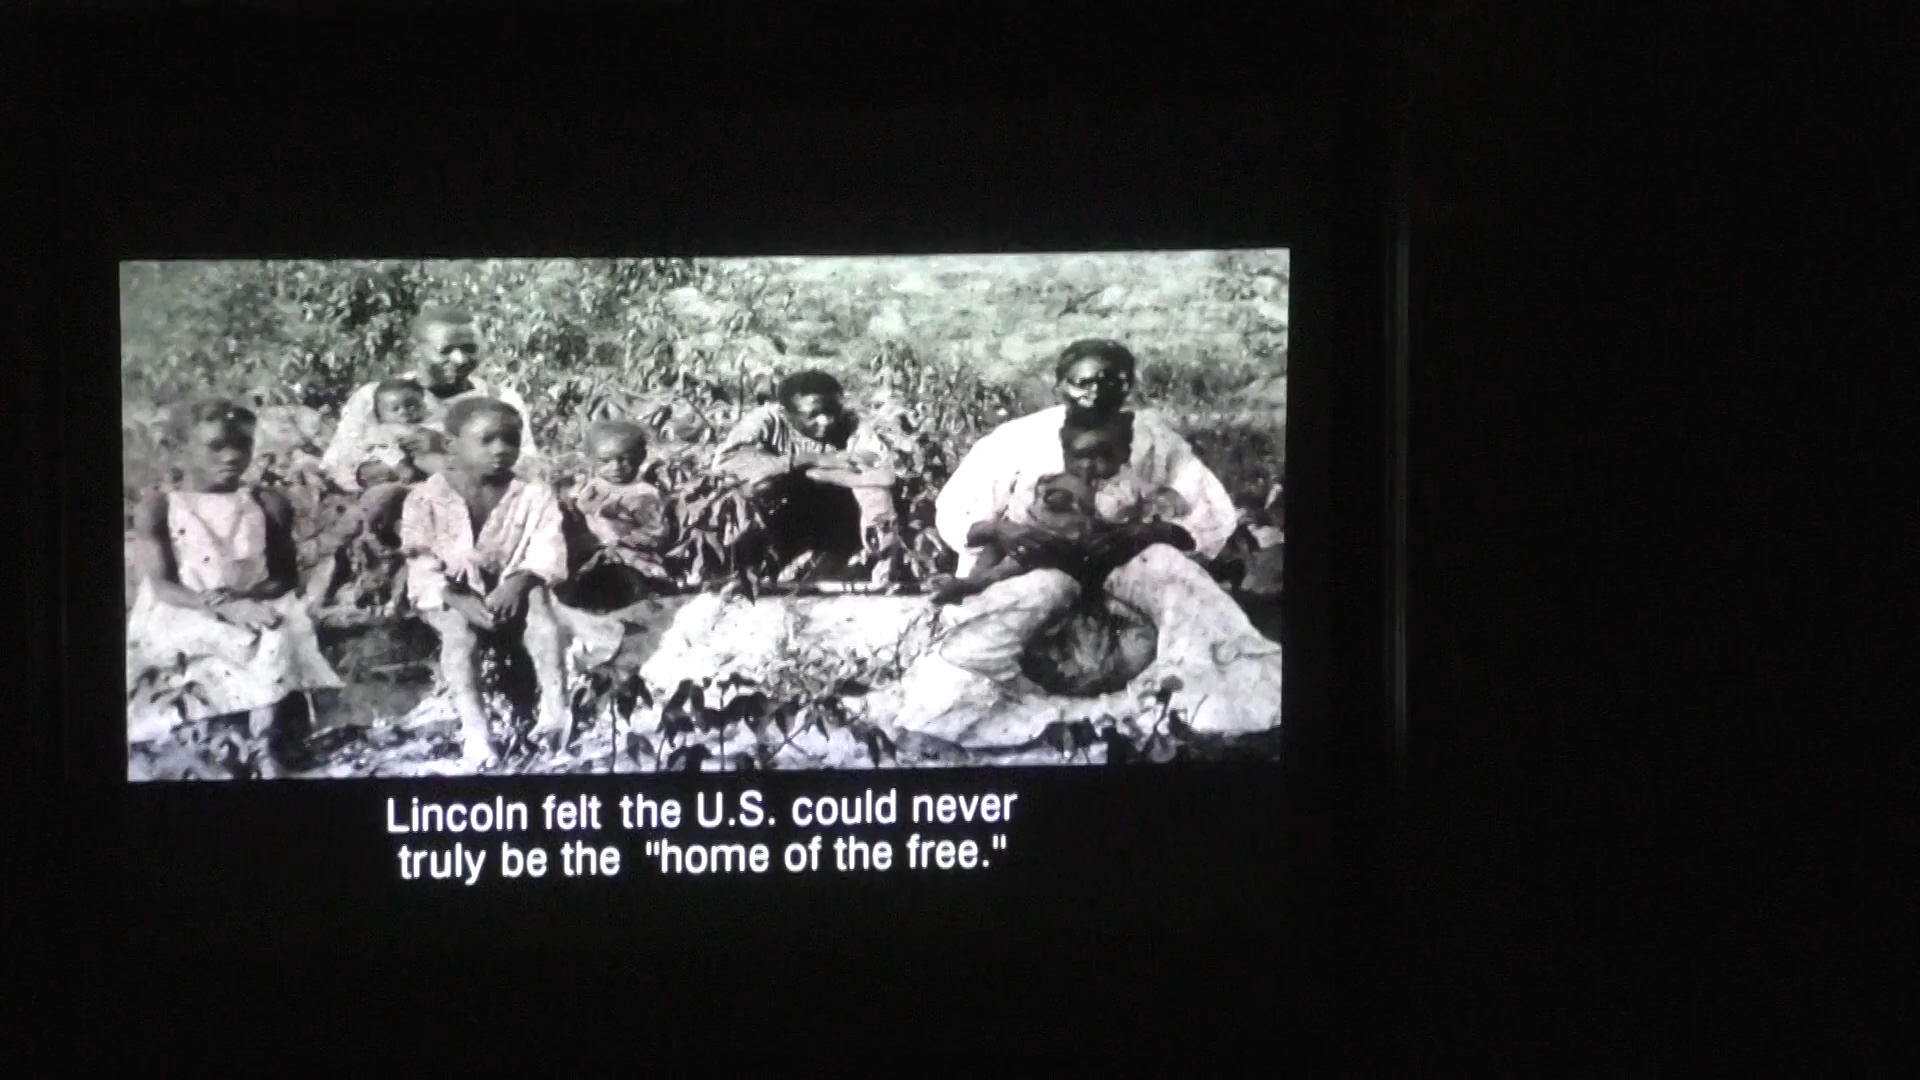 Lincoln felt the U.S. could never
truly be the "home of the free."